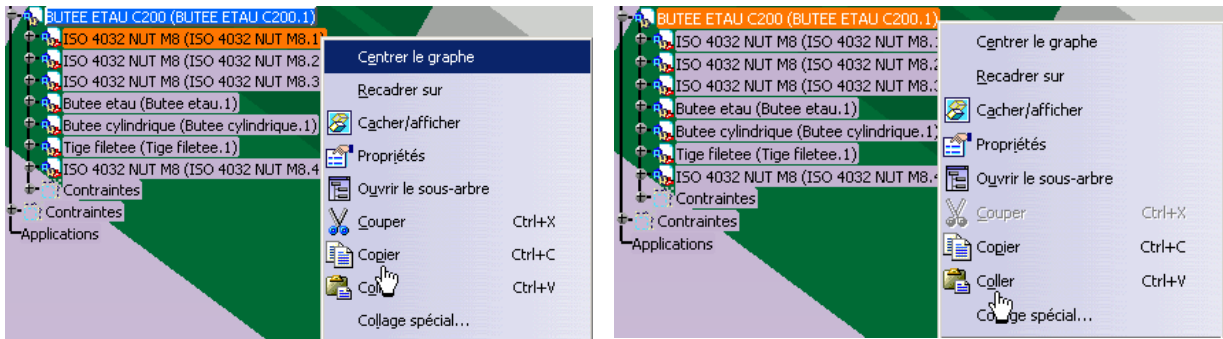 BUTEE ETAU C200 (BUTEE ETAU C200.1)
ISO 4032 NUT M8 (ISO 4032 NUT M8.1)
ISO 4032 NUT M8 (ISO 4032 NUT M8.2
ISO 4032 NUT M8 (ISO 4032 NUT M8.3
Butee etau (Butee etau.1)
Butee cylindrique (Butee cylindrique.1)
Tige filetee (Tige filetee.1)
ISO 4032 NUT M8 (ISO 4032 NUT M8.4
Contraintes
Contraintes
Applications
Centrer le graphe
Recadrer sur
Cacher/afficher
Propriétés
Ouvrir le sous-arbre
Couper Ctrl+X
Copier Ctrl+C
Ctrl+V
Collage spécial...
BUTEE ETAU C200 (BUTEE ETAU C200.1)
ISO 4032 NUT M8 (ISO 4032 NUT M8.
ISO 4032 NUT M8 (ISO 4032 NUT M8.2
ISO 4032 NUT M8 (ISO 4032 NUT M8.
Butee etau (Butee etau.1)
Butee cylindrique (Butee cylindrique.1)
Tige filetee (Tige filetee.1)
ISO 4032 NUT M8 (ISO 4032 NUT M8.4
Contraintes
Contraintes
Applications
Centrer le graphe
Recadrer sur
Cacher/afficher
Propriétés
Ouvrir le sous-arbre
Couper Ctrl+X
Copier Ctrl+C
Coller Ctrl+V
Collage spécial...